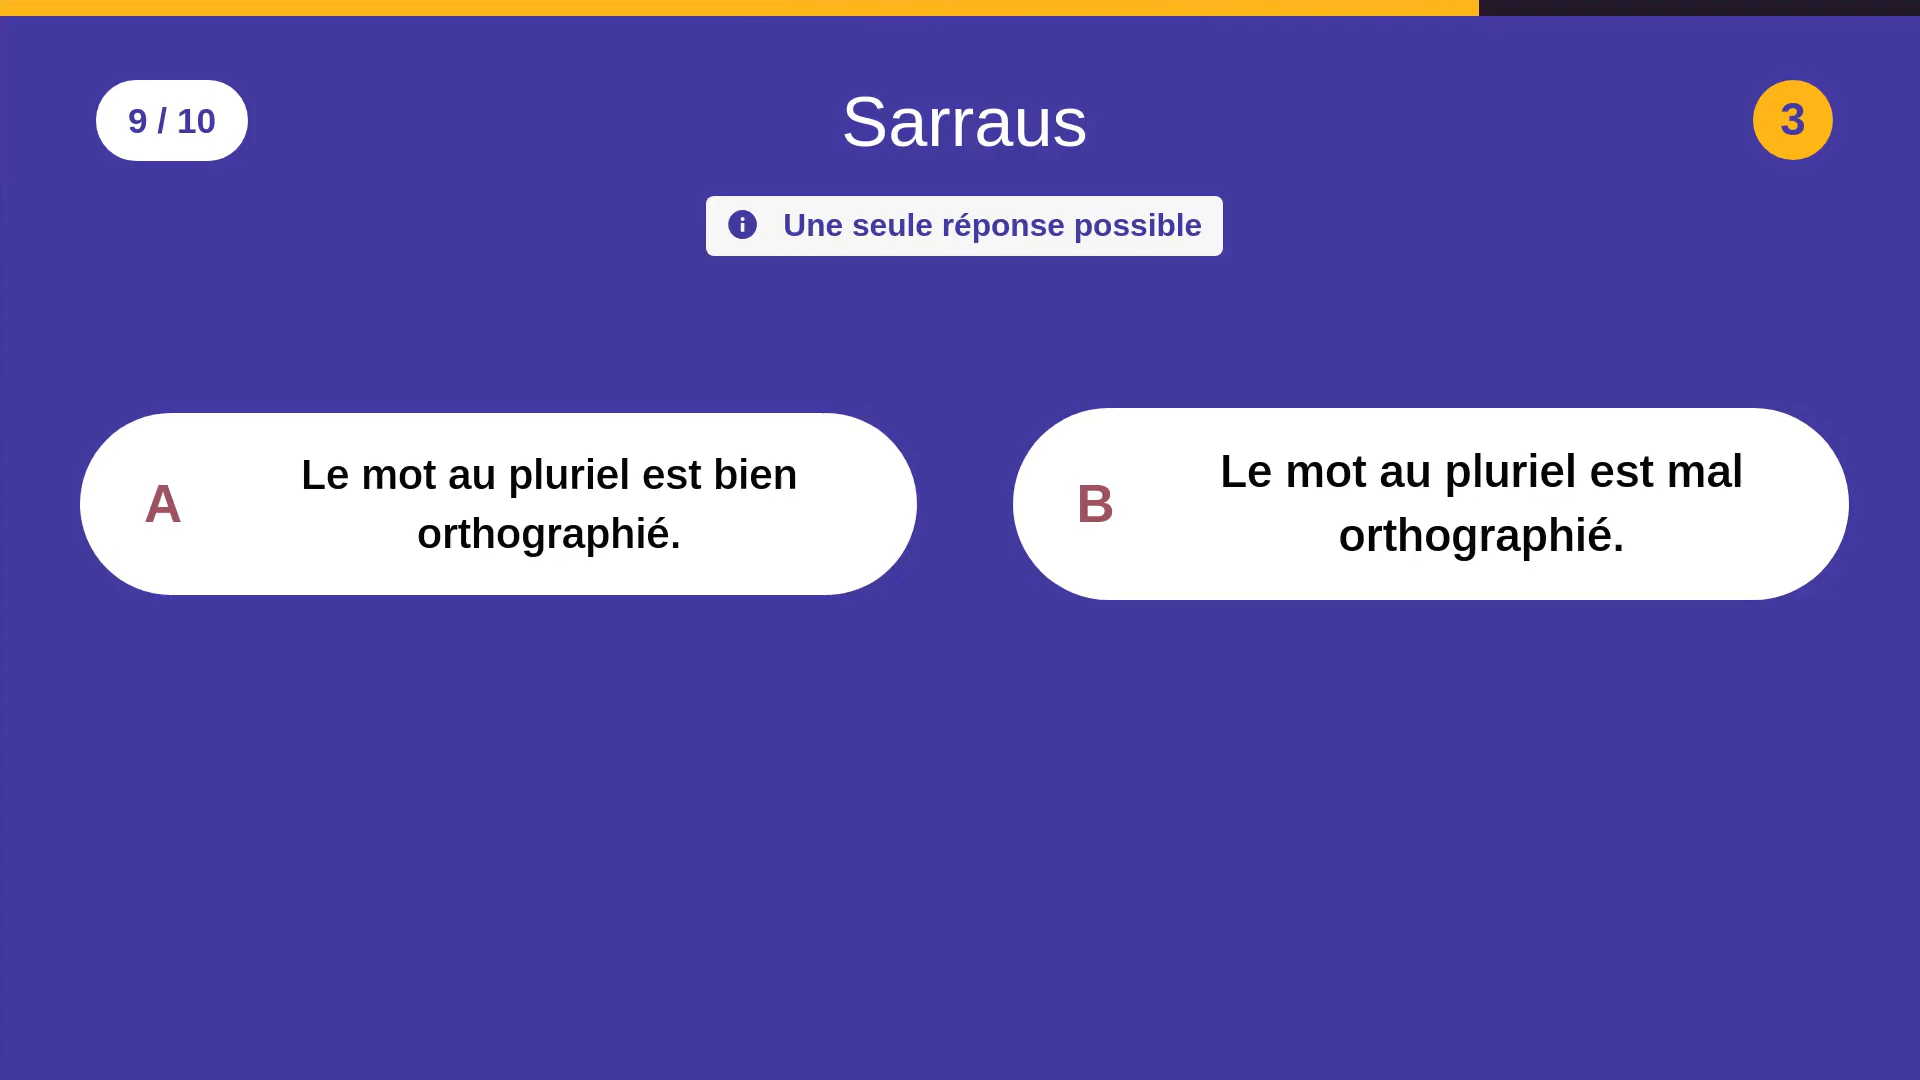 9 / 10
Sarraus
3
Une seule réponse possible
A
Le mot au pluriel est bien
orthographié.
B
Le mot au pluriel est mal
orthographié.